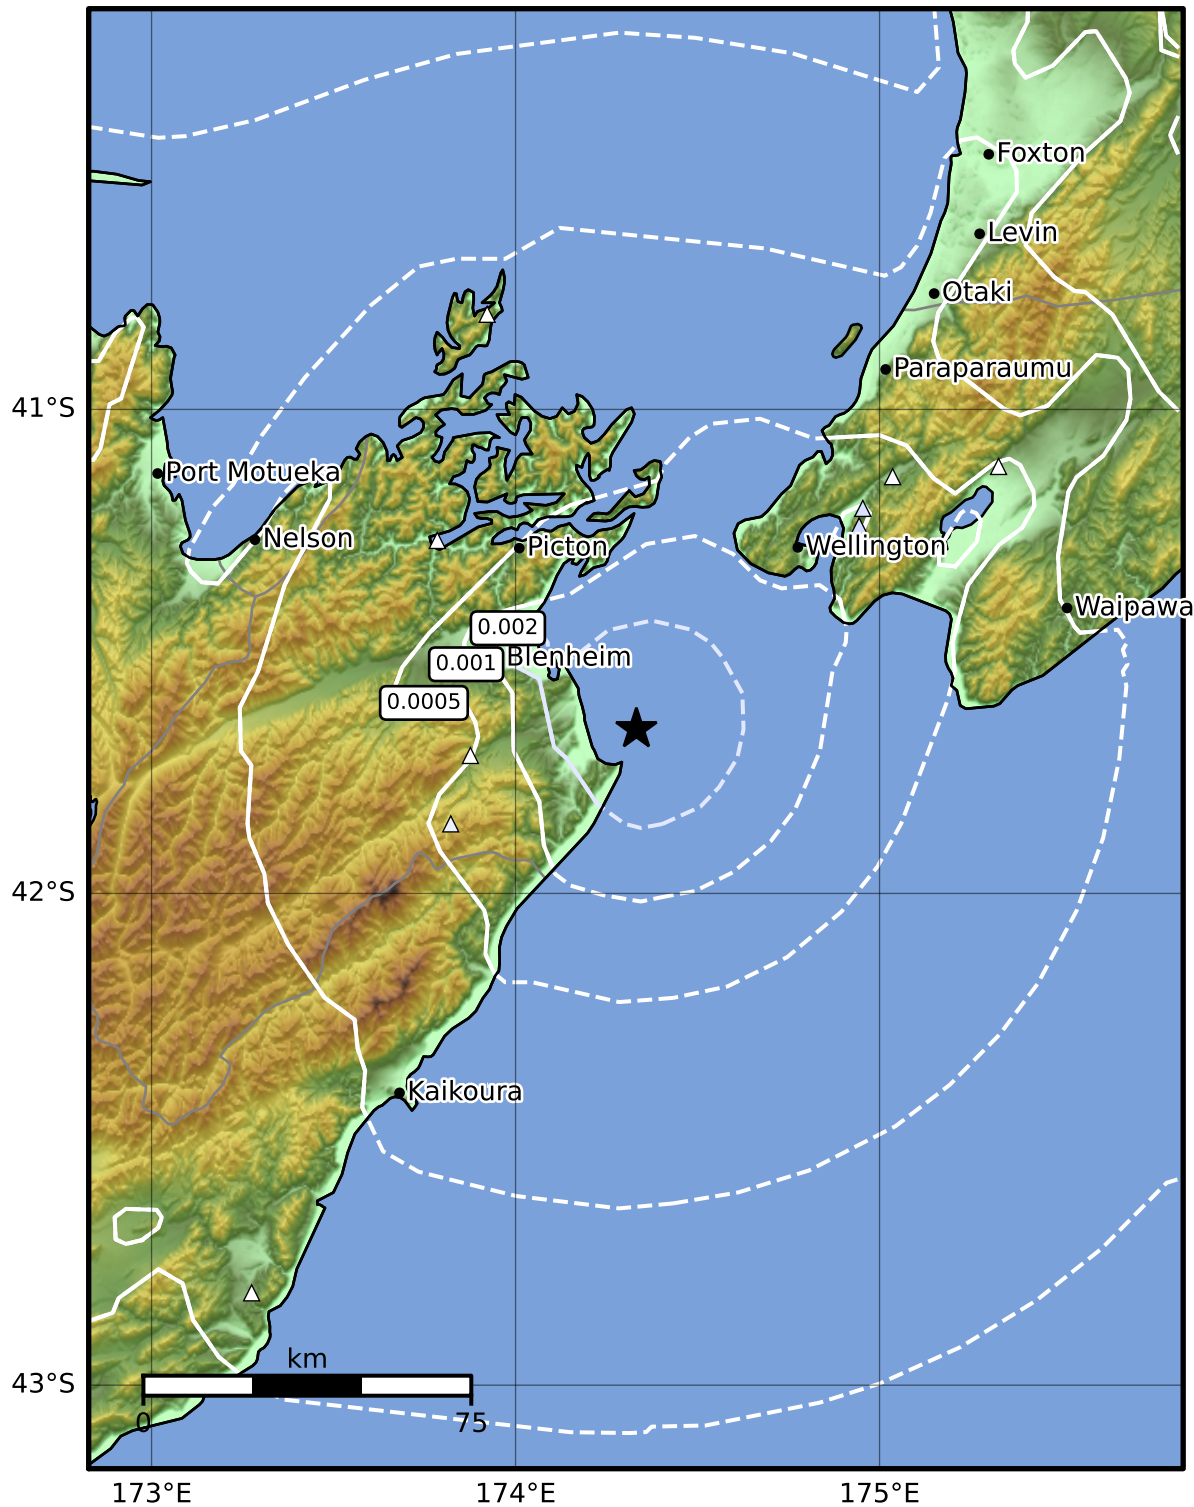 Foxton
Levin
Otaki
Paraparaumu
41°S
Port Motueka
Nelson
Picton
Wellington
Waipawa
0.002
Blenheim
0.001
0.0005
42°S
Kaikoura
km
43°S
0
75
173°E
174°E
175°E